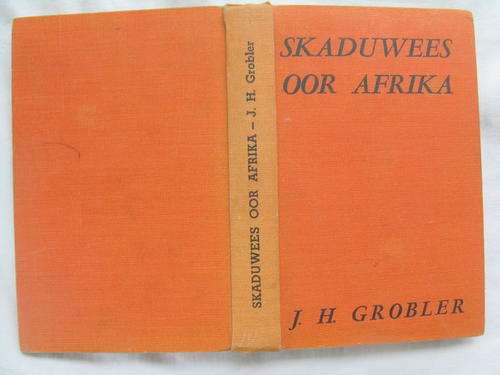 SKADUWEES OOR AFRIKA – J. H. Grobler
SKADUWEES
OOR AFRIKA
J. H. GROBLER